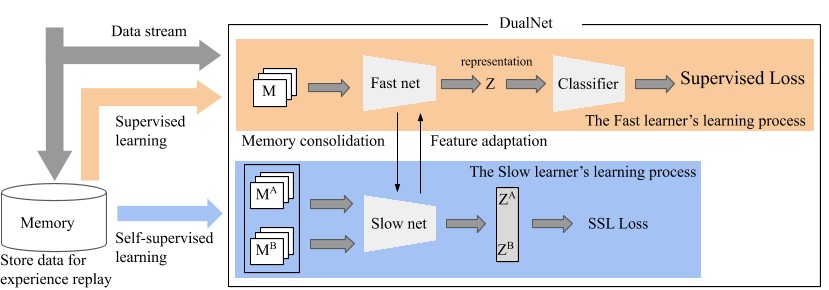 DualNet
Data stream
M
Fast net
representation
Z
Classifier
Supervised Loss
The Fast learner's learning process
Supervised
learning
Memory consolidation
Feature adaptation
The Slow learner's learning process
M^A
M^B
Slow net
Z^A
Z^B
SSL Loss
Memory
Self-supervised
learning
Store data for
experience replay